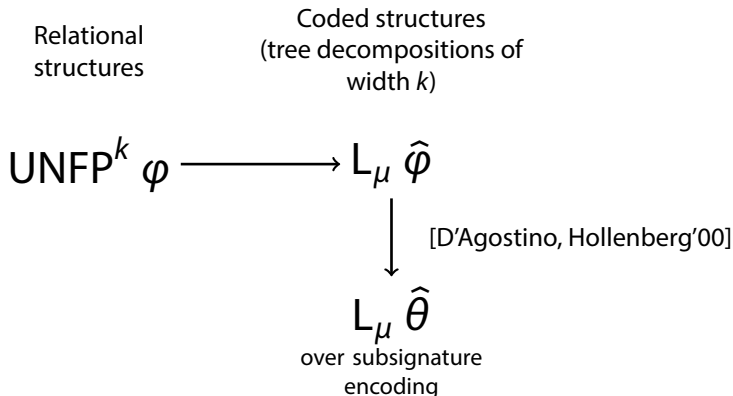 Relational
structures
Coded structures
(tree decompositions of
width k)
UNFP^k φ
L_μ φ̂
[D'Agostino, Hollenberg'00]
L_μ θ̂
over subsignature
encoding